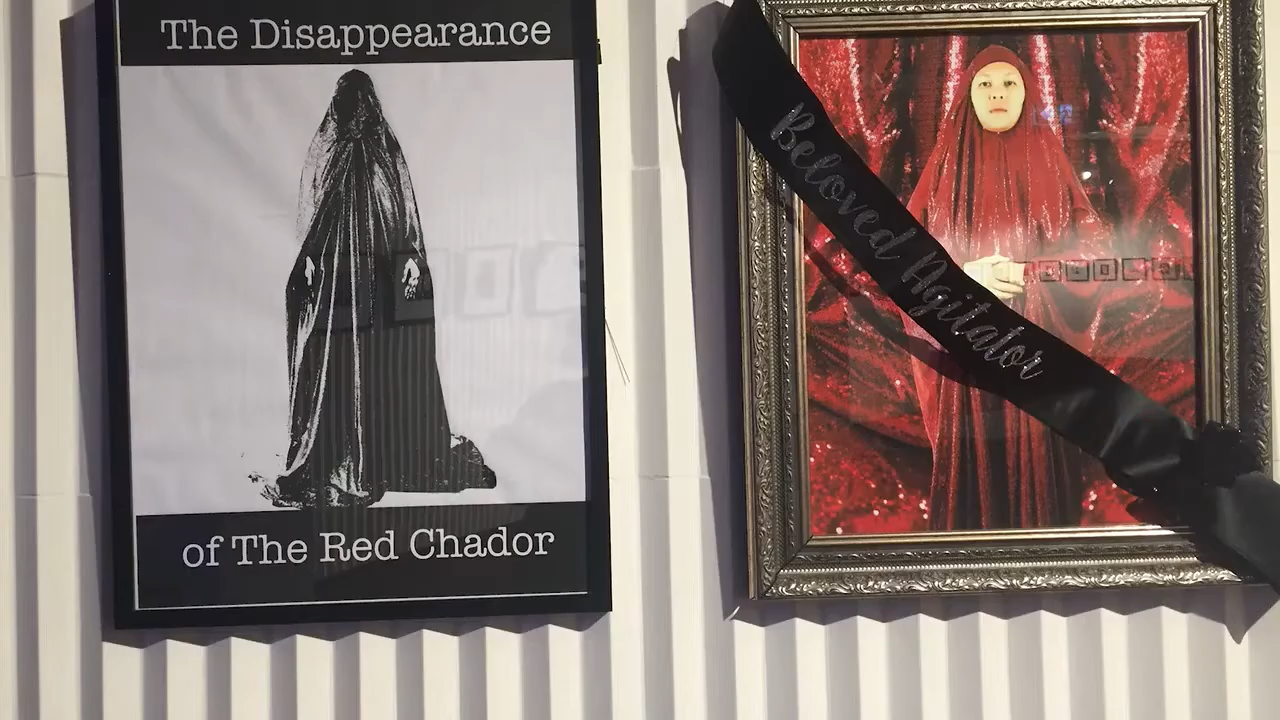 The Disappearance
of The Red Chador
Beloved Agitator